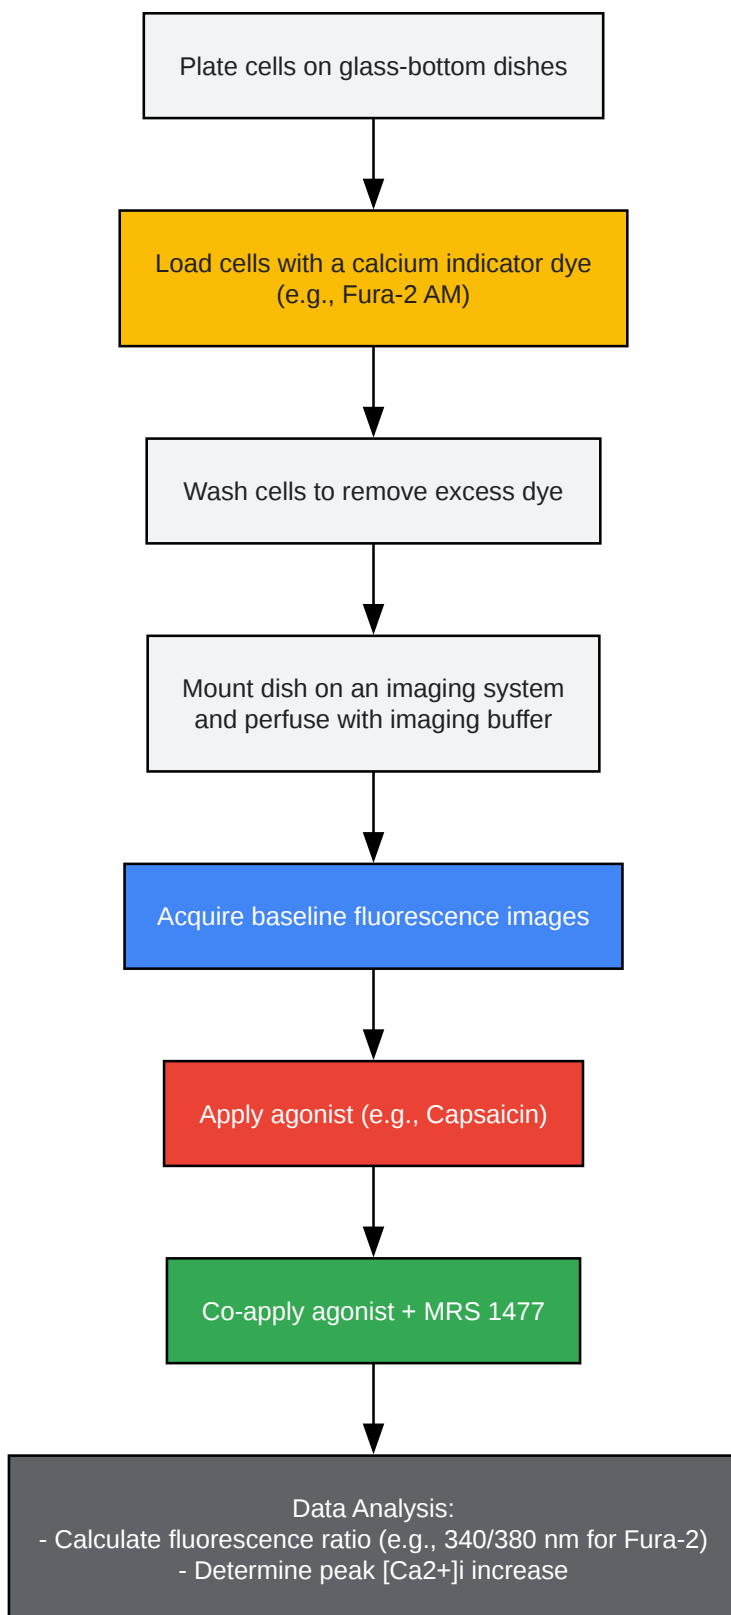 Plate cells on glass-bottom dishes
Load cells with a calcium indicator dye
(e.g., Fura-2 AM)
Wash cells to remove excess dye
Mount dish on an imaging system
and perfuse with imaging buffer
Acquire baseline fluorescence images
Apply agonist (e.g., Capsaicin)
Co-apply agonist + MRS 1477
Data Analysis:
- Calculate fluorescence ratio (e.g., 340/380 nm for Fura-2)
- Determine peak [Ca2+]i increase